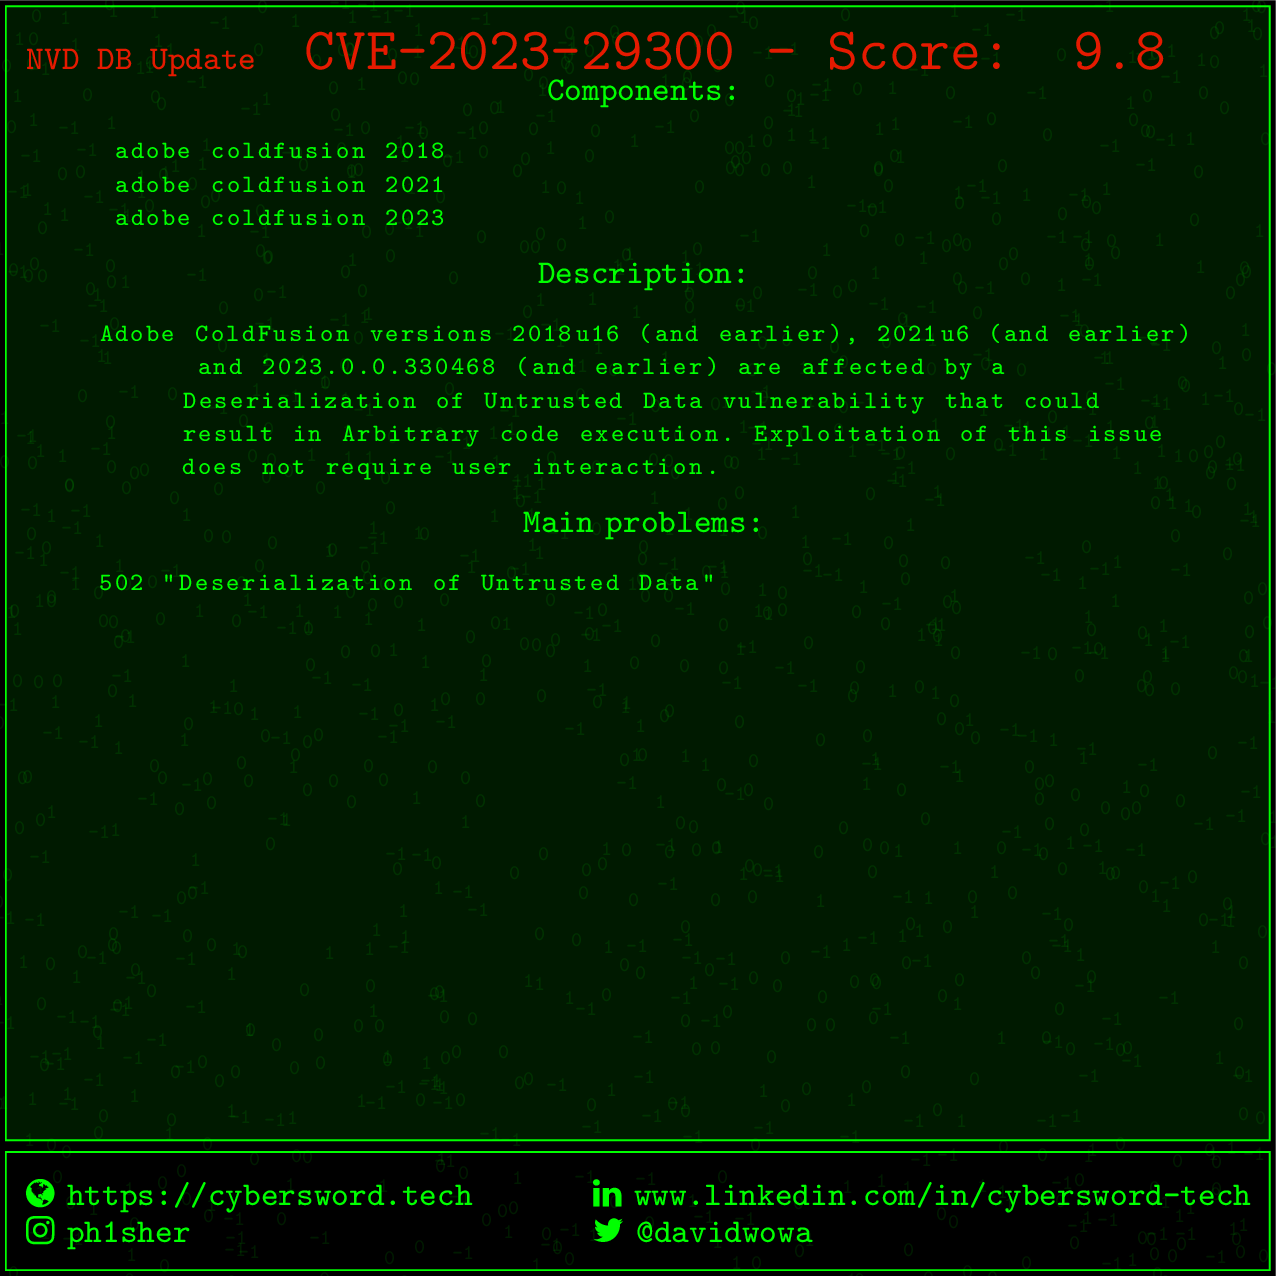 NVD DB Update CVE-2023-29300 - Score: 9.8
Components:
adobe coldfusion 2018
adobe coldfusion 2021
adobe coldfusion 2023
Description:
Adobe ColdFusion versions 2018u16 (and earlier), 2021u6 (and earlier)
and 2023.0.0.330468 (and earlier) are affected by a
Deserialization of Untrusted Data vulnerability that could
result in Arbitrary code execution. Exploitation of this issue
does not require user interaction.
Main problems:
502 "Deserialization of Untrusted Data"
https://cybersword.tech www.linkedin.com/in/cybersword-tech
ph1sher @davidwowa